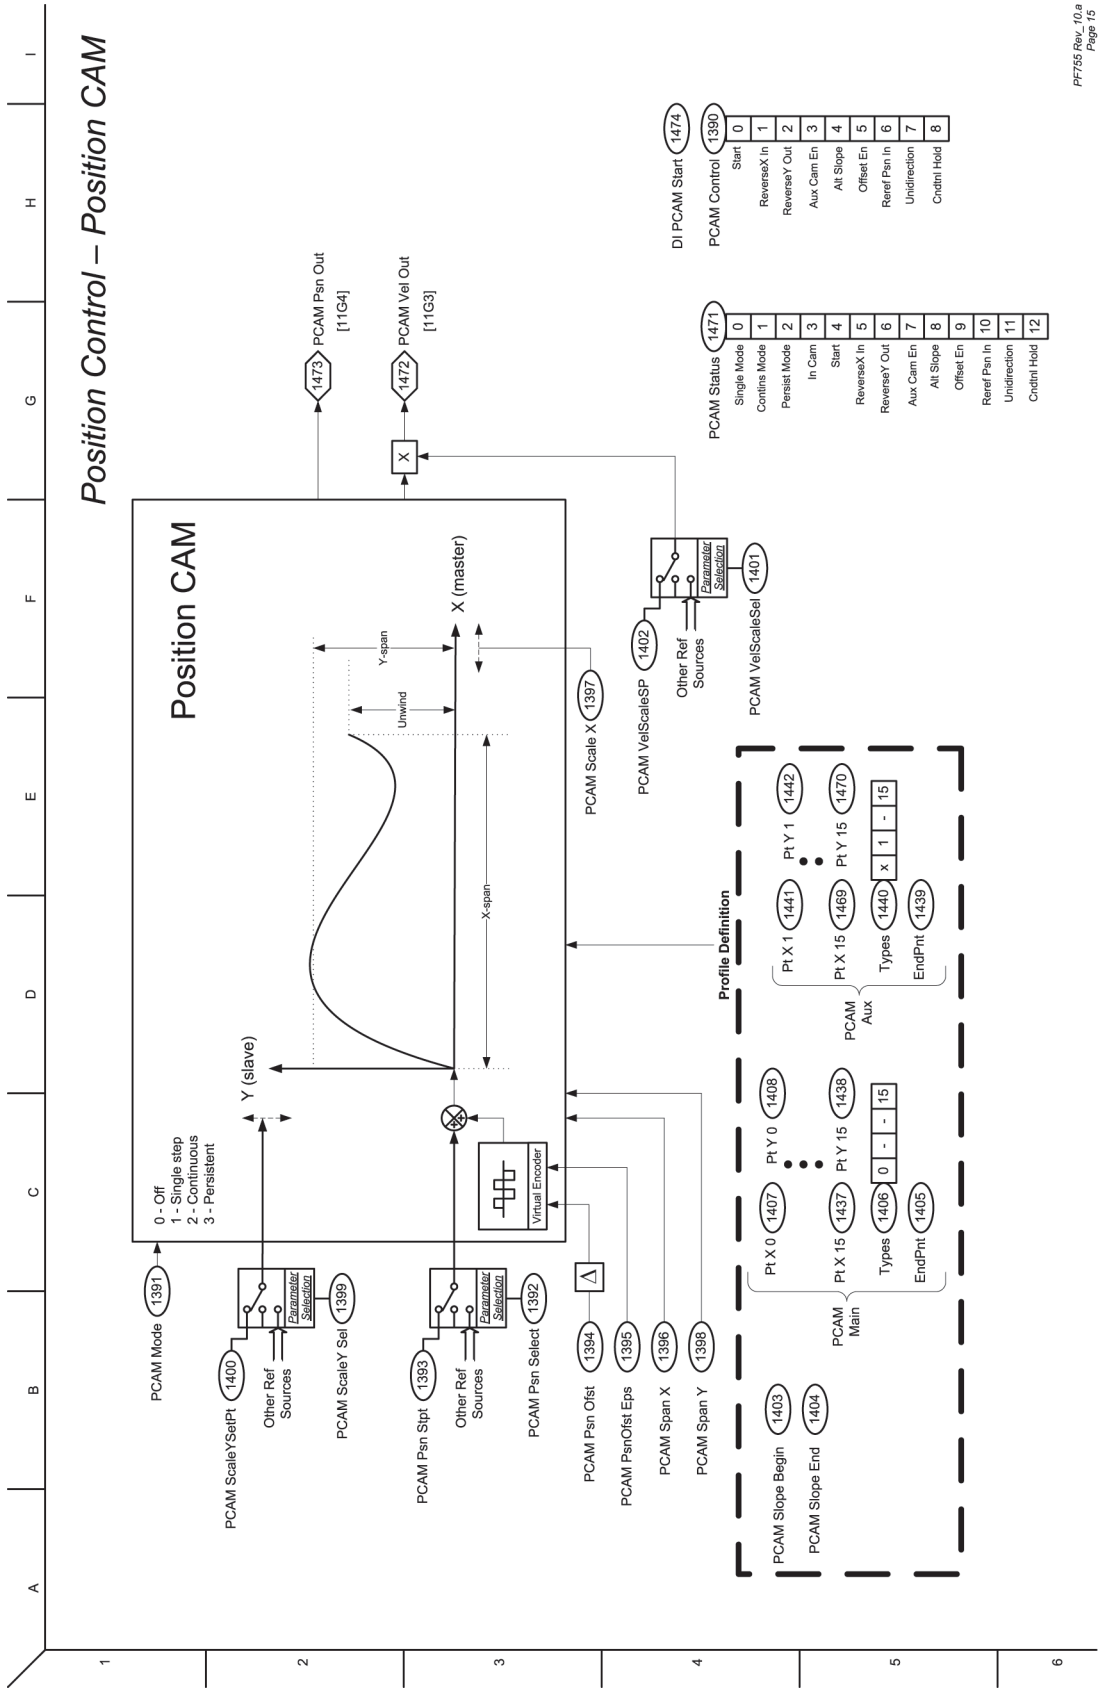 Position Control – Position CAM
A
B
C
D
E
F
G
H
I
1
2
3
4
5
6
PCAM Mode 1391
0 - Off
1 - Single step
2 - Continuous
3 - Persistent
Position CAM
PCAM ScaleYSetPt 1400
Other Ref
Sources
Parameter
Selection
PCAM ScaleY Sel 1399
Y (slave)
PCAM Psn Stpt 1393
Other Ref
Sources
Parameter
Selection
PCAM Psn Select 1392
Virtual Encoder
X (master)
Y-span
Unwind
X-span
PCAM Psn Ofst 1394
Δ
PCAM PsnOfst Eps 1395
PCAM Span X 1396
PCAM Span Y 1398
PCAM Scale X 1397
1473 PCAM Psn Out
[11G4]
X
1472 PCAM Vel Out
[11G3]
PCAM VelScaleSP 1402
Other Ref
Sources
Parameter
Selection
PCAM VelScaleSel 1401
Profile Definition
PCAM Slope Begin 1403
PCAM Slope End 1404
PCAM
Main
Pt X 0 1407
Pt Y 0 1408
Pt X 15 1437
Pt Y 15 1438
Types 1406
0 - - 15
EndPnt 1405
PCAM
Aux
Pt X 1 1441
Pt Y 1 1442
Pt X 15 1469
Pt Y 15 1470
Types 1440
x 1 - 15
EndPnt 1439
PCAM Status 1471
Single Mode 0
Contins Mode 1
Persist Mode 2
In Cam 3
Start 4
ReverseX In 5
ReverseY Out 6
Aux Cam En 7
Alt Slope 8
Offset En 9
Reref Psn In 10
Unidirection 11
Cndtnl Hold 12
DI PCAM Start 1474
PCAM Control 1390
Start 0
ReverseX In 1
ReverseY Out 2
Aux Cam En 3
Alt Slope 4
Offset En 5
Reref Psn In 6
Unidirection 7
Cndtnl Hold 8
PF755 Rev_10.a
Page 15